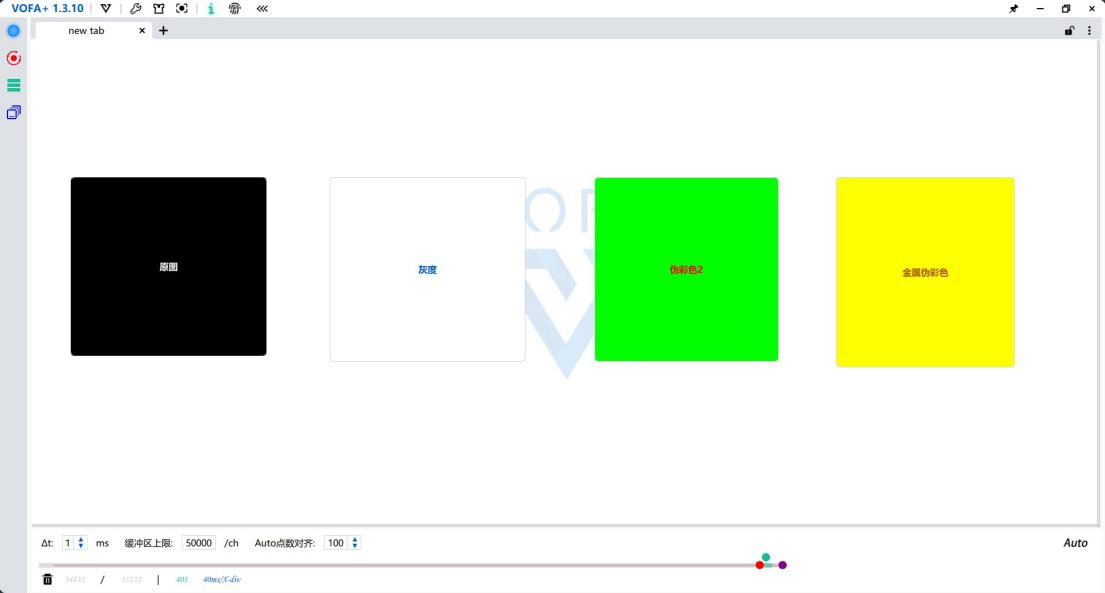 VOFA+ 1.3.10
new tab
原图
灰度
伪彩色2
金属伪彩色
Δt: 1 ms 缓冲区上限: 50000 /ch Auto点数对齐: 100 Auto
/ | 401 40ms/X-div